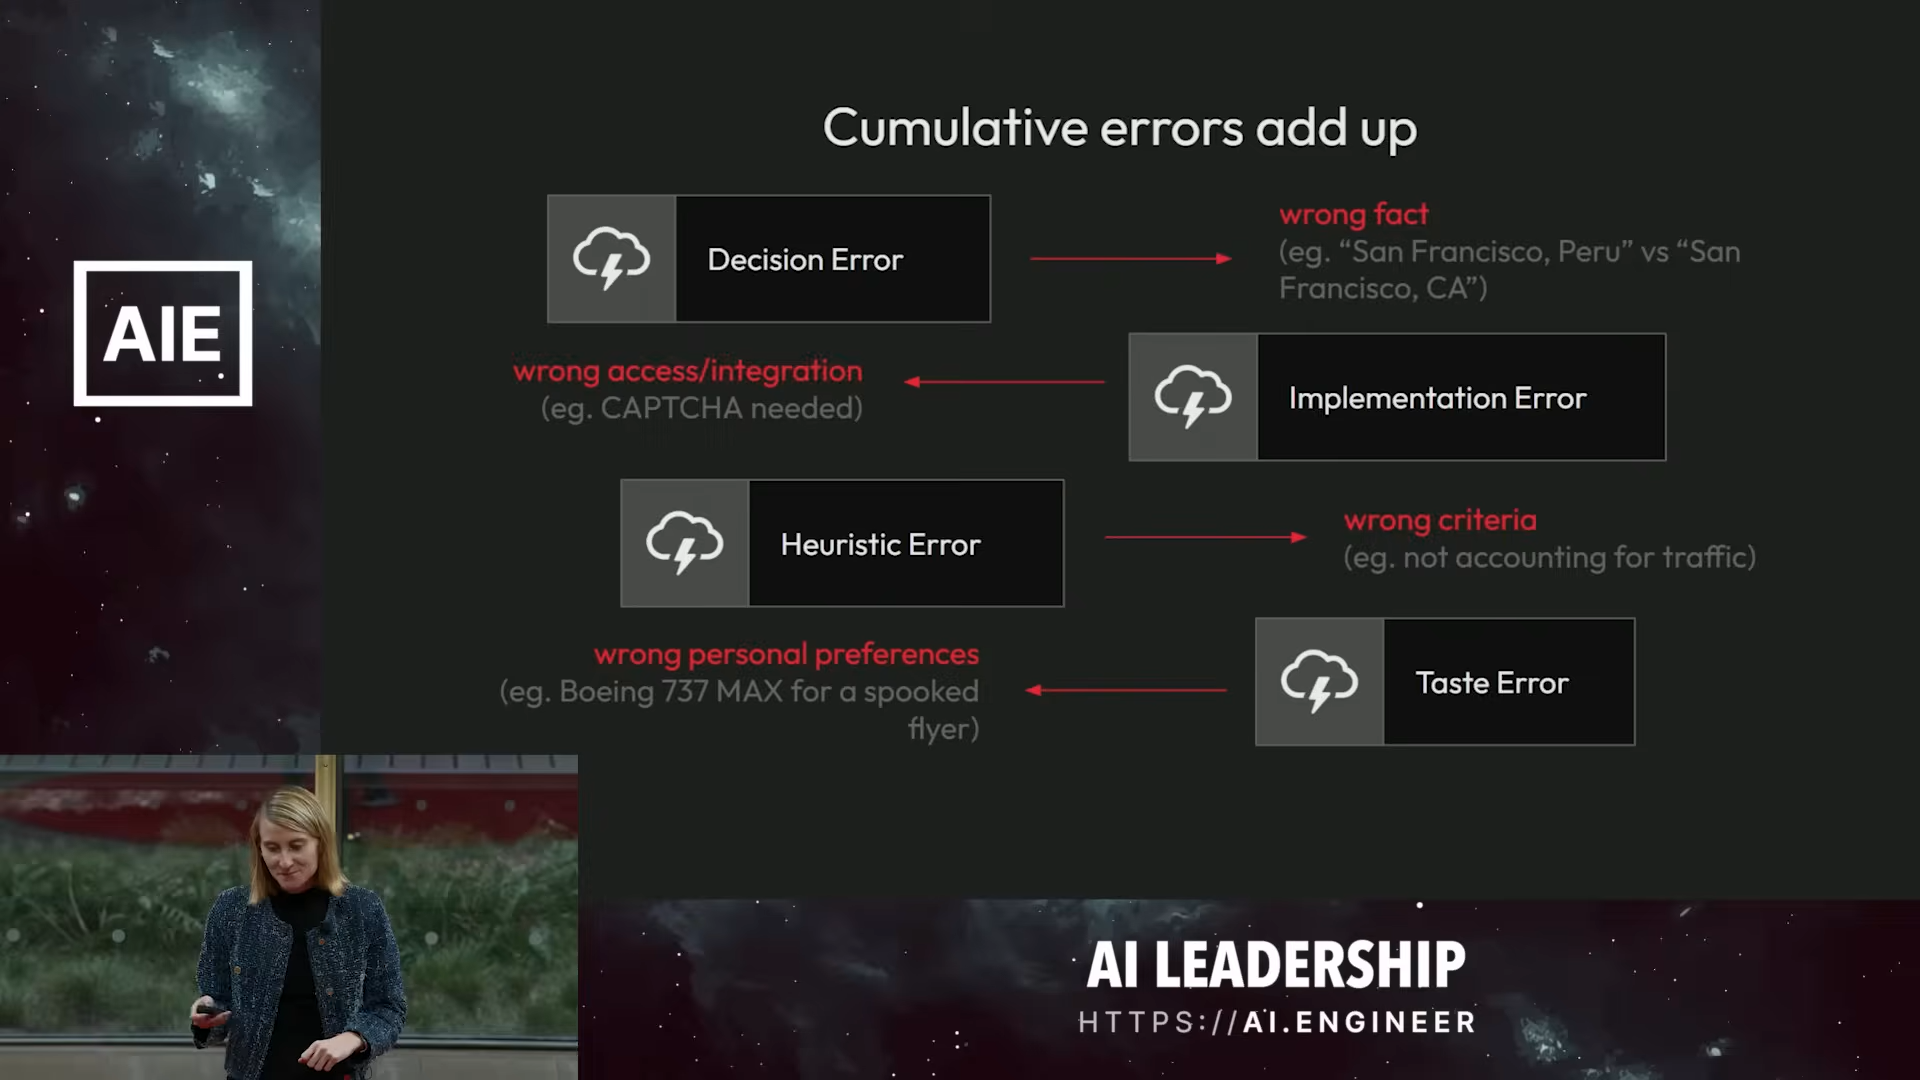 AIE
Cumulative errors add up
Decision Error
wrong fact
(eg. “San Francisco, Peru” vs “San
Francisco, CA”)
wrong access/integration
(eg. CAPTCHA needed)
Implementation Error
Heuristic Error
wrong criteria
(eg. not accounting for traffic)
wrong personal preferences
(eg. Boeing 737 MAX for a spooked
flyer)
Taste Error
AI LEADERSHIP
HTTPS://AI.ENGINEER